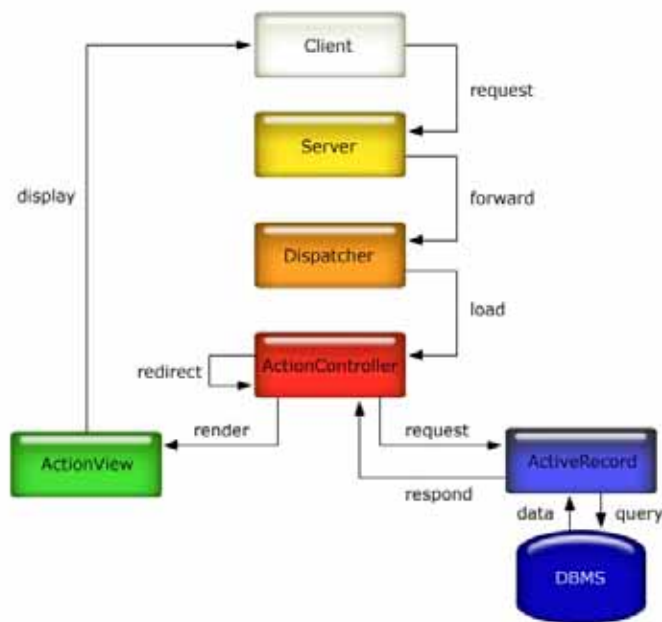 Client
request
Server
forward
display
Dispatcher
load
ActionController
redirect
render
request
ActionView
ActiveRecord
respond
data
query
DBMS